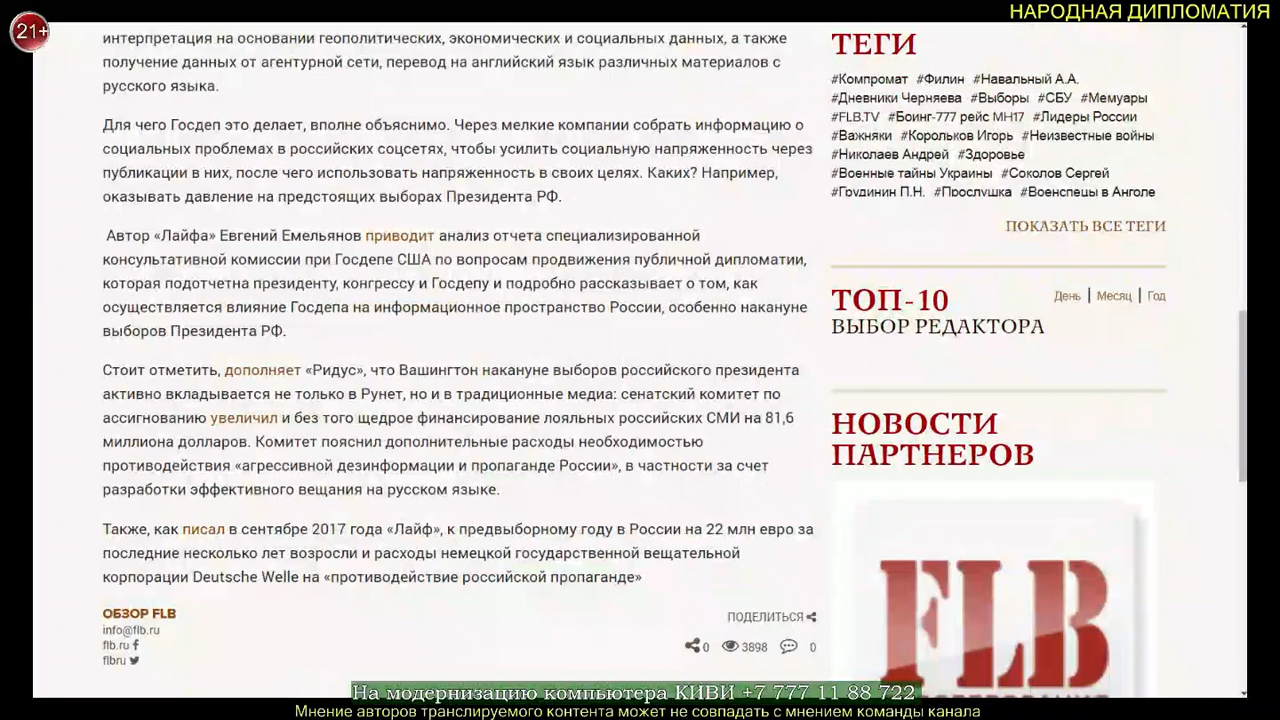 НАРОДНАЯ ДИПЛОМАТИЯ
21+
интерпретация на основании геополитических, экономических и социальных данных, а также
получение данных от агентурной сети, перевод на английский язык различных материалов с
русского языка.
Для чего Госдеп это делает, вполне объяснимо. Через мелкие компании собрать информацию о
социальных проблемах в российских соцсетях, чтобы усилить социальную напряженность через
публикации в них, после чего использовать напряженность в своих целях. Каких? Например,
оказывать давление на предстоящих выборах Президента РФ.
Автор «Лайфа» Евгений Емельянов приводит анализ отчета специализированной
консультативной комиссии при Госдепе США по вопросам продвижения публичной дипломатии,
которая подотчетна президенту, конгрессу и Госдепу и подробно рассказывает о том, как
осуществляется влияние Госдепа на информационное пространство России, особенно накануне
выборов Президента РФ.
Стоит отметить, дополняет «Ридус», что Вашингтон накануне выборов российского президента
активно вкладывается не только в Рунет, но и в традиционные медиа: сенатский комитет по
ассигнованию увеличил и без того щедрое финансирование лояльных российских СМИ на 81,6
миллиона долларов. Комитет пояснил дополнительные расходы необходимостью
противодействия «агрессивной дезинформации и пропаганде России», в частности за счет
разработки эффективного вещания на русском языке.
Также, как писал в сентябре 2017 года «Лайф», к предвыборному году в России на 22 млн евро за
последние несколько лет возросли и расходы немецкой государственной вещательной
корпорации Deutsche Welle на «противодействие российской пропаганде»
ОБЗОР FLB
info@flb.ru
flb.ru
flbru
ПОДЕЛИТЬСЯ
0 3898 0
ТЕГИ
#Компромат #Филин #Навальный А.А.
#Дневники Черняева #Выборы #СБУ #Мемуары
#FLB.TV #Боинг-777 рейс MH17 #Лидеры России
#Важняки #Корольков Игорь #Неизвестные войны
#Николаев Андрей #Здоровье
#Военные тайны Украины #Соколов Сергей
#Грудинин П.Н. #Прослушка #Военспецы в Анголе
ПОКАЗАТЬ ВСЕ ТЕГИ
ТОП-10
День | Месяц | Год
ВЫБОР РЕДАКТОРА
НОВОСТИ
ПАРТНЕРОВ
FLB
На модернизацию компьютера КИВИ +7 777 11 88 722
Мнение авторов транслируемого контента может не совпадать с мнением команды канала